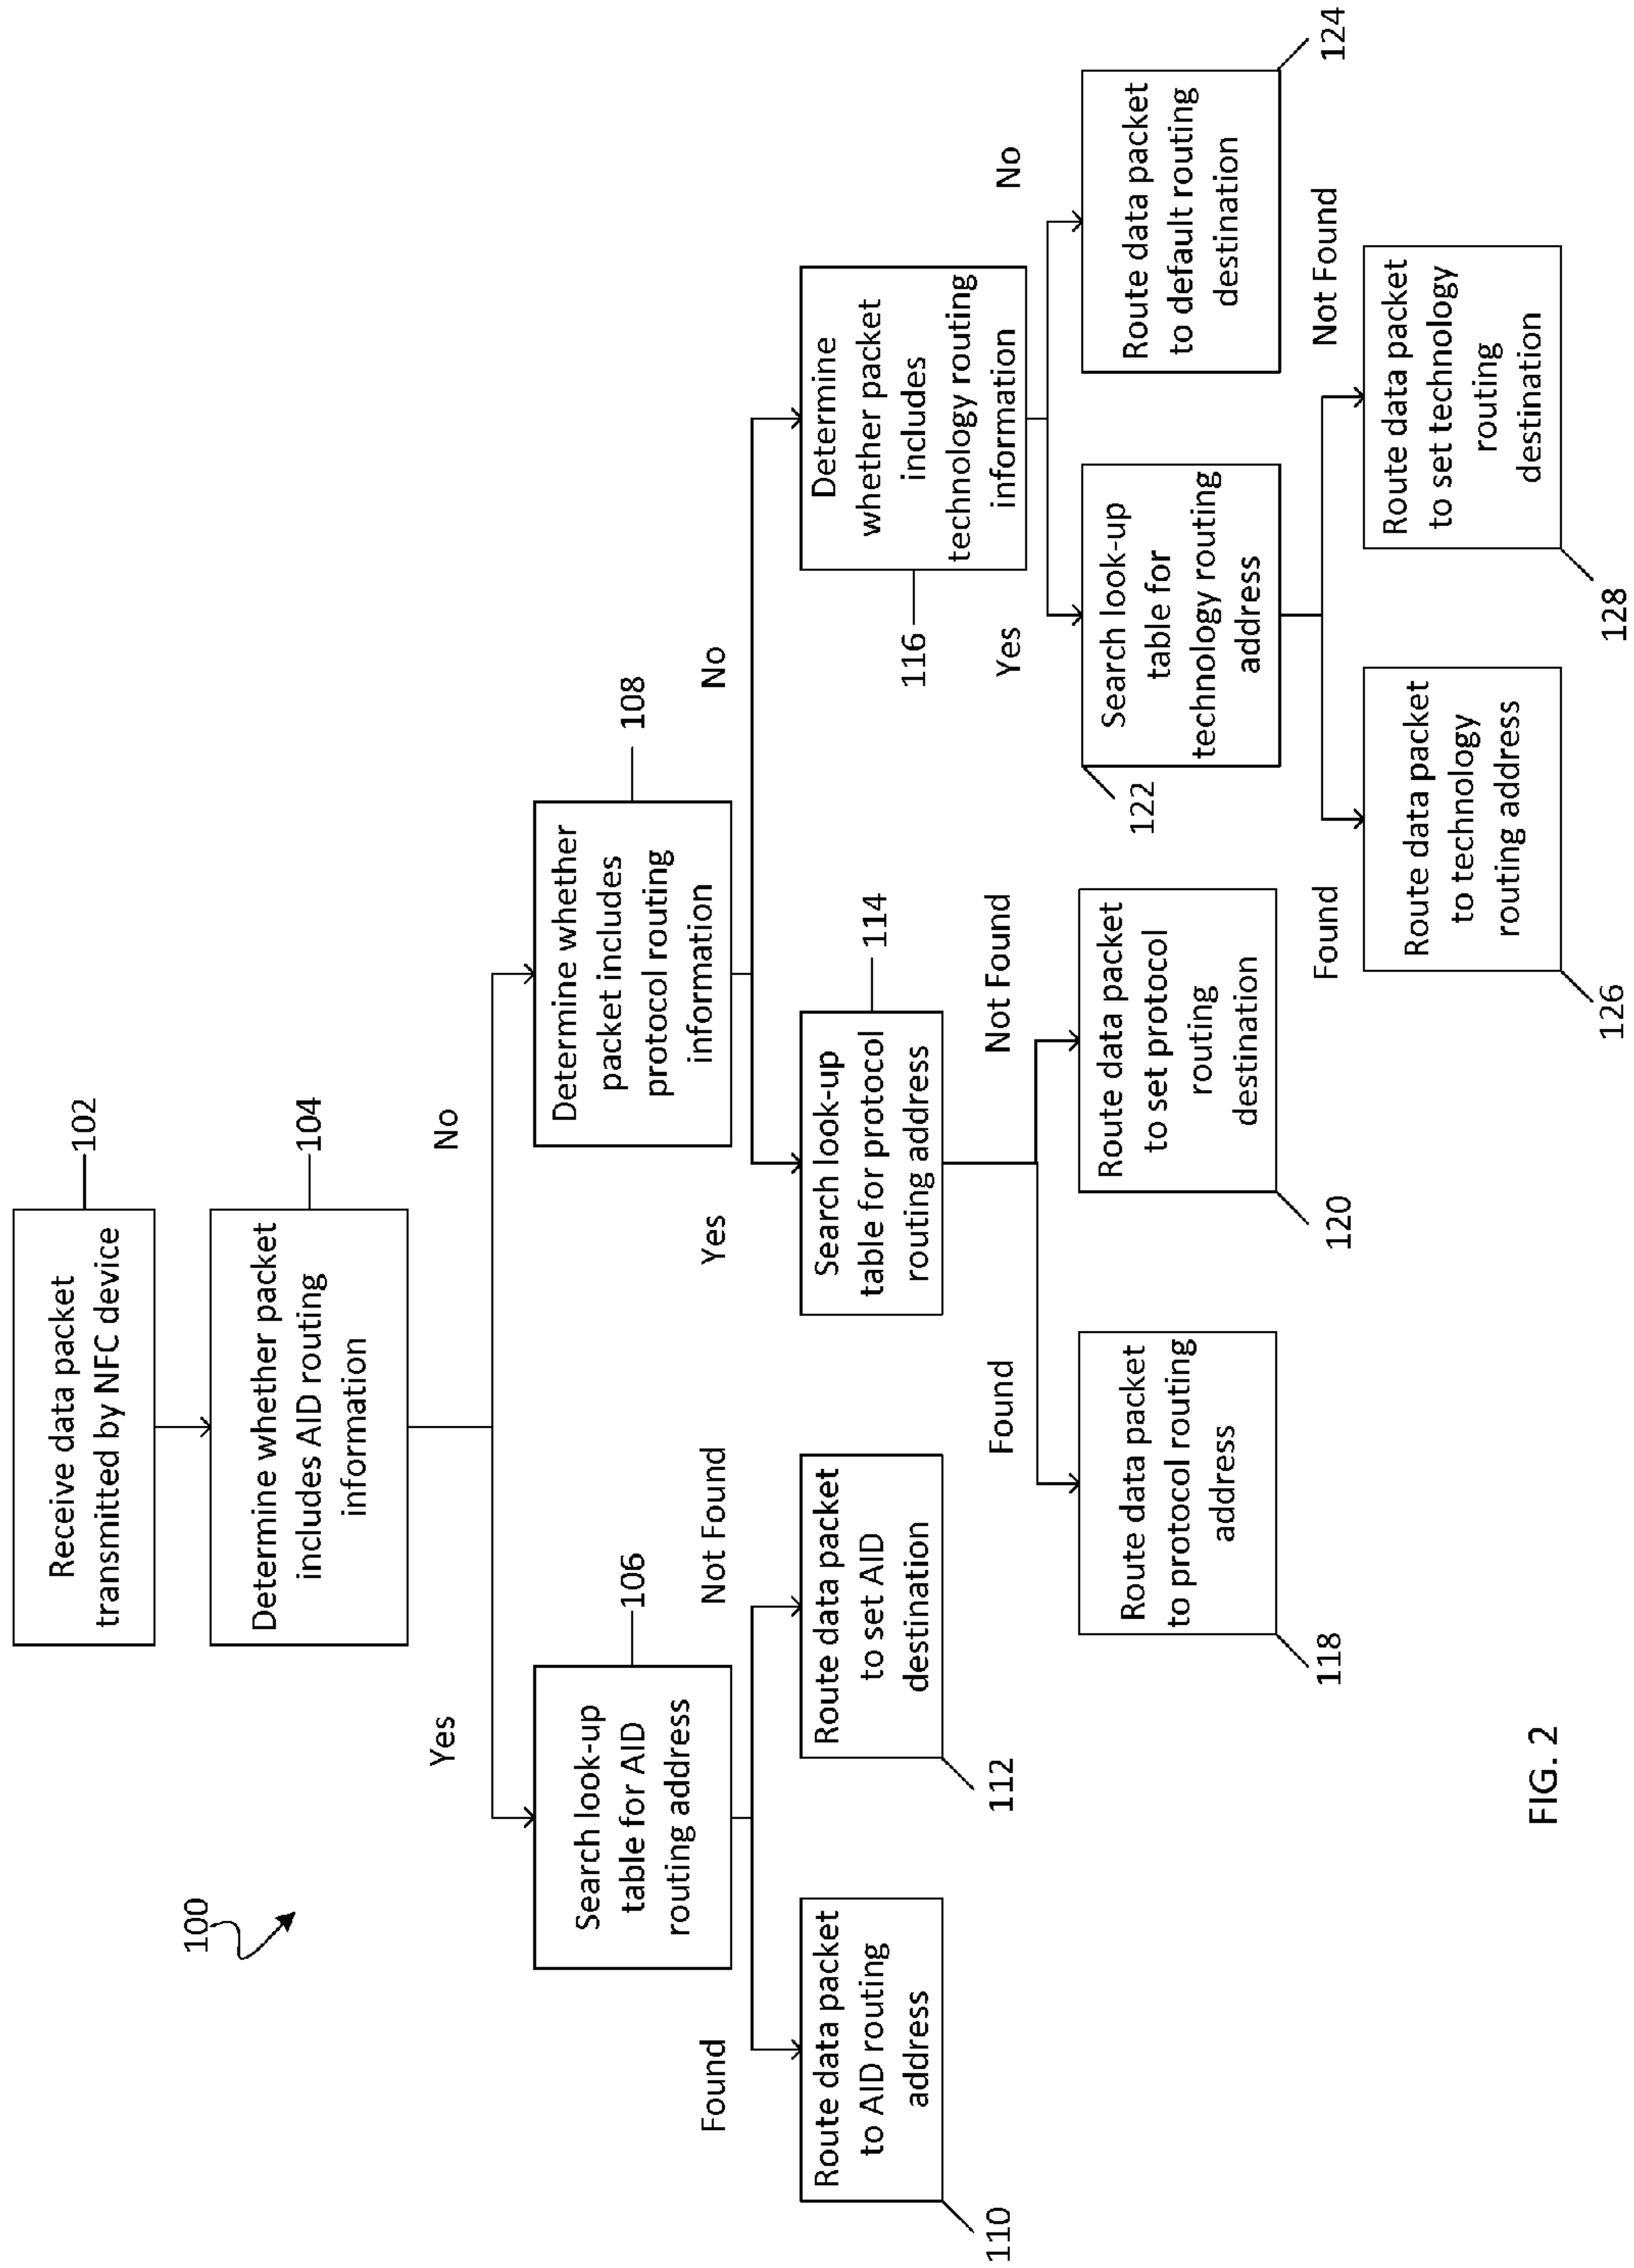 100
Receive data packet
transmitted by NFC device
102
Determine whether packet
includes AID routing
information
104
Yes
No
Search look-up
table for AID
routing address
106
Determine whether
packet includes
protocol routing
information
108
Found
Not Found
Yes
No
Route data packet
to AID routing
address
110
Route data packet
to set AID
destination
112
Search look-up
table for protocol
routing address
114
Determine
whether packet
includes
technology routing
information
116
Found
Not Found
Yes
No
Route data packet
to protocol routing
address
118
Route data packet
to set protocol
routing
destination
120
Search look-up
table for
technology routing
address
122
Route data packet
to default routing
destination
124
Found
Not Found
Route data packet
to technology
routing address
126
Route data packet
to set technology
routing
destination
128
FIG. 2